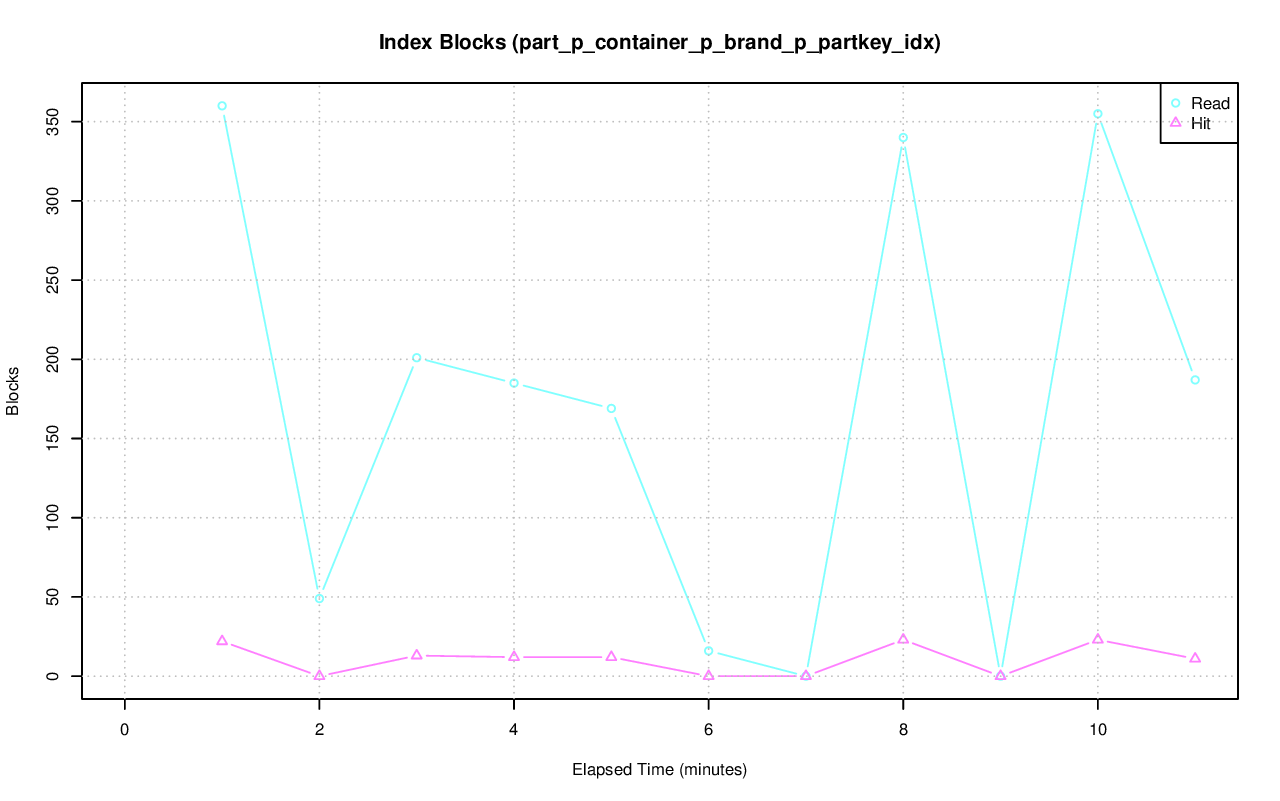 Index Blocks (part_p_container_p_brand_p_partkey_idx)
Read
Hit
350
300
250
200
150
100
50
0
Blocks
0 2 4 6 8 10
Elapsed Time (minutes)